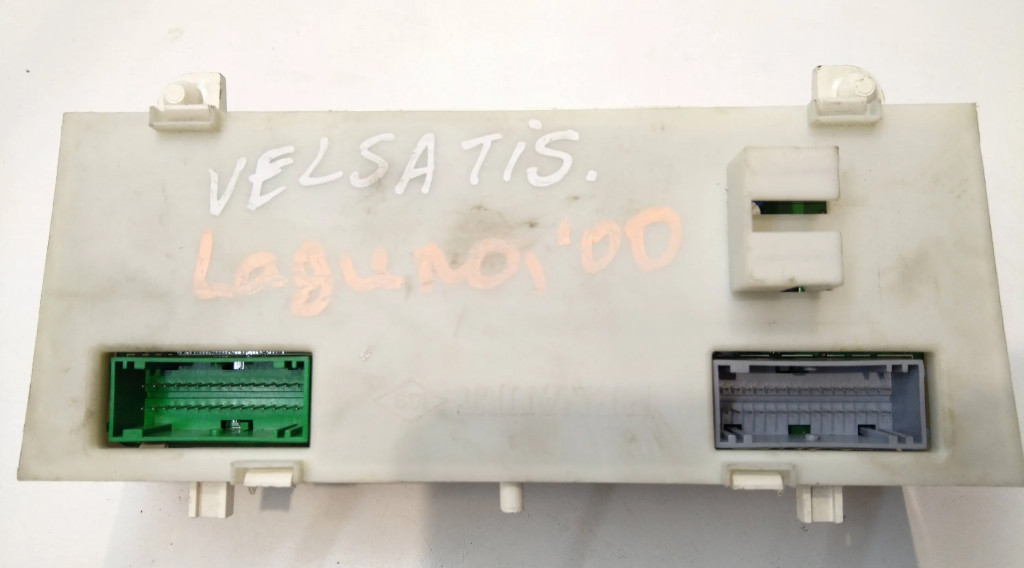 VELSATIS.
Laguna '00